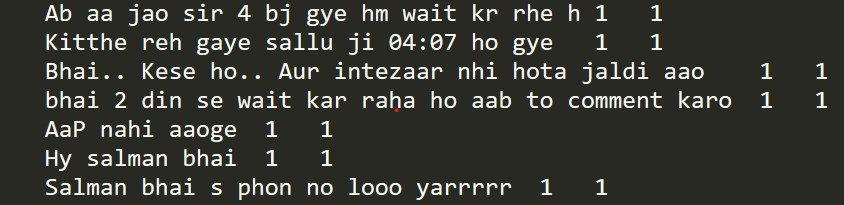 Ab aa jao sir 4 bj gye hm wait kr rhe h 1 1
Kitthe reh gaye sallu ji 04:07 ho gye 1 1
Bhai.. Kese ho.. Aur intezaar nhi hota jaldi aao 1 1
bhai 2 din se wait kar raha ho aab to comment karo 1 1
AaP nahi aaoge 1 1
Hy salman bhai 1 1
Salman bhai s phon no looo yarrrrr 1 1